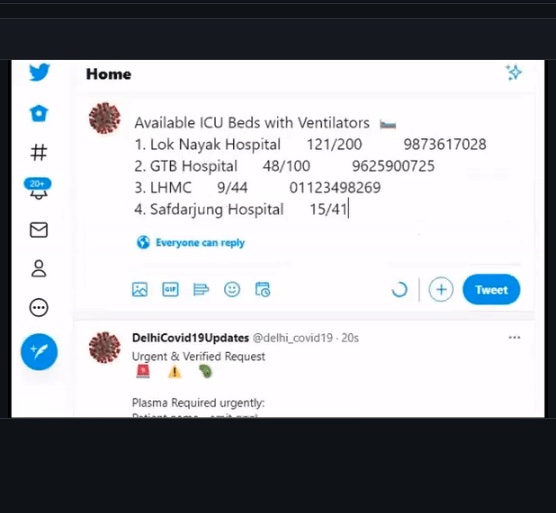 Home
Available ICU Beds with Ventilators
1. Lok Nayak Hospital 121/200 9873617028
2. GTB Hospital 48/100 9625900725
3. LHMC 9/44 01123498269
4. Safdarjung Hospital 15/41
20+
Everyone can reply
GIF
Tweet
DelhiCovid19Updates @delhi_covid19 · 20s
Urgent & Verified Request
Plasma Required urgently: